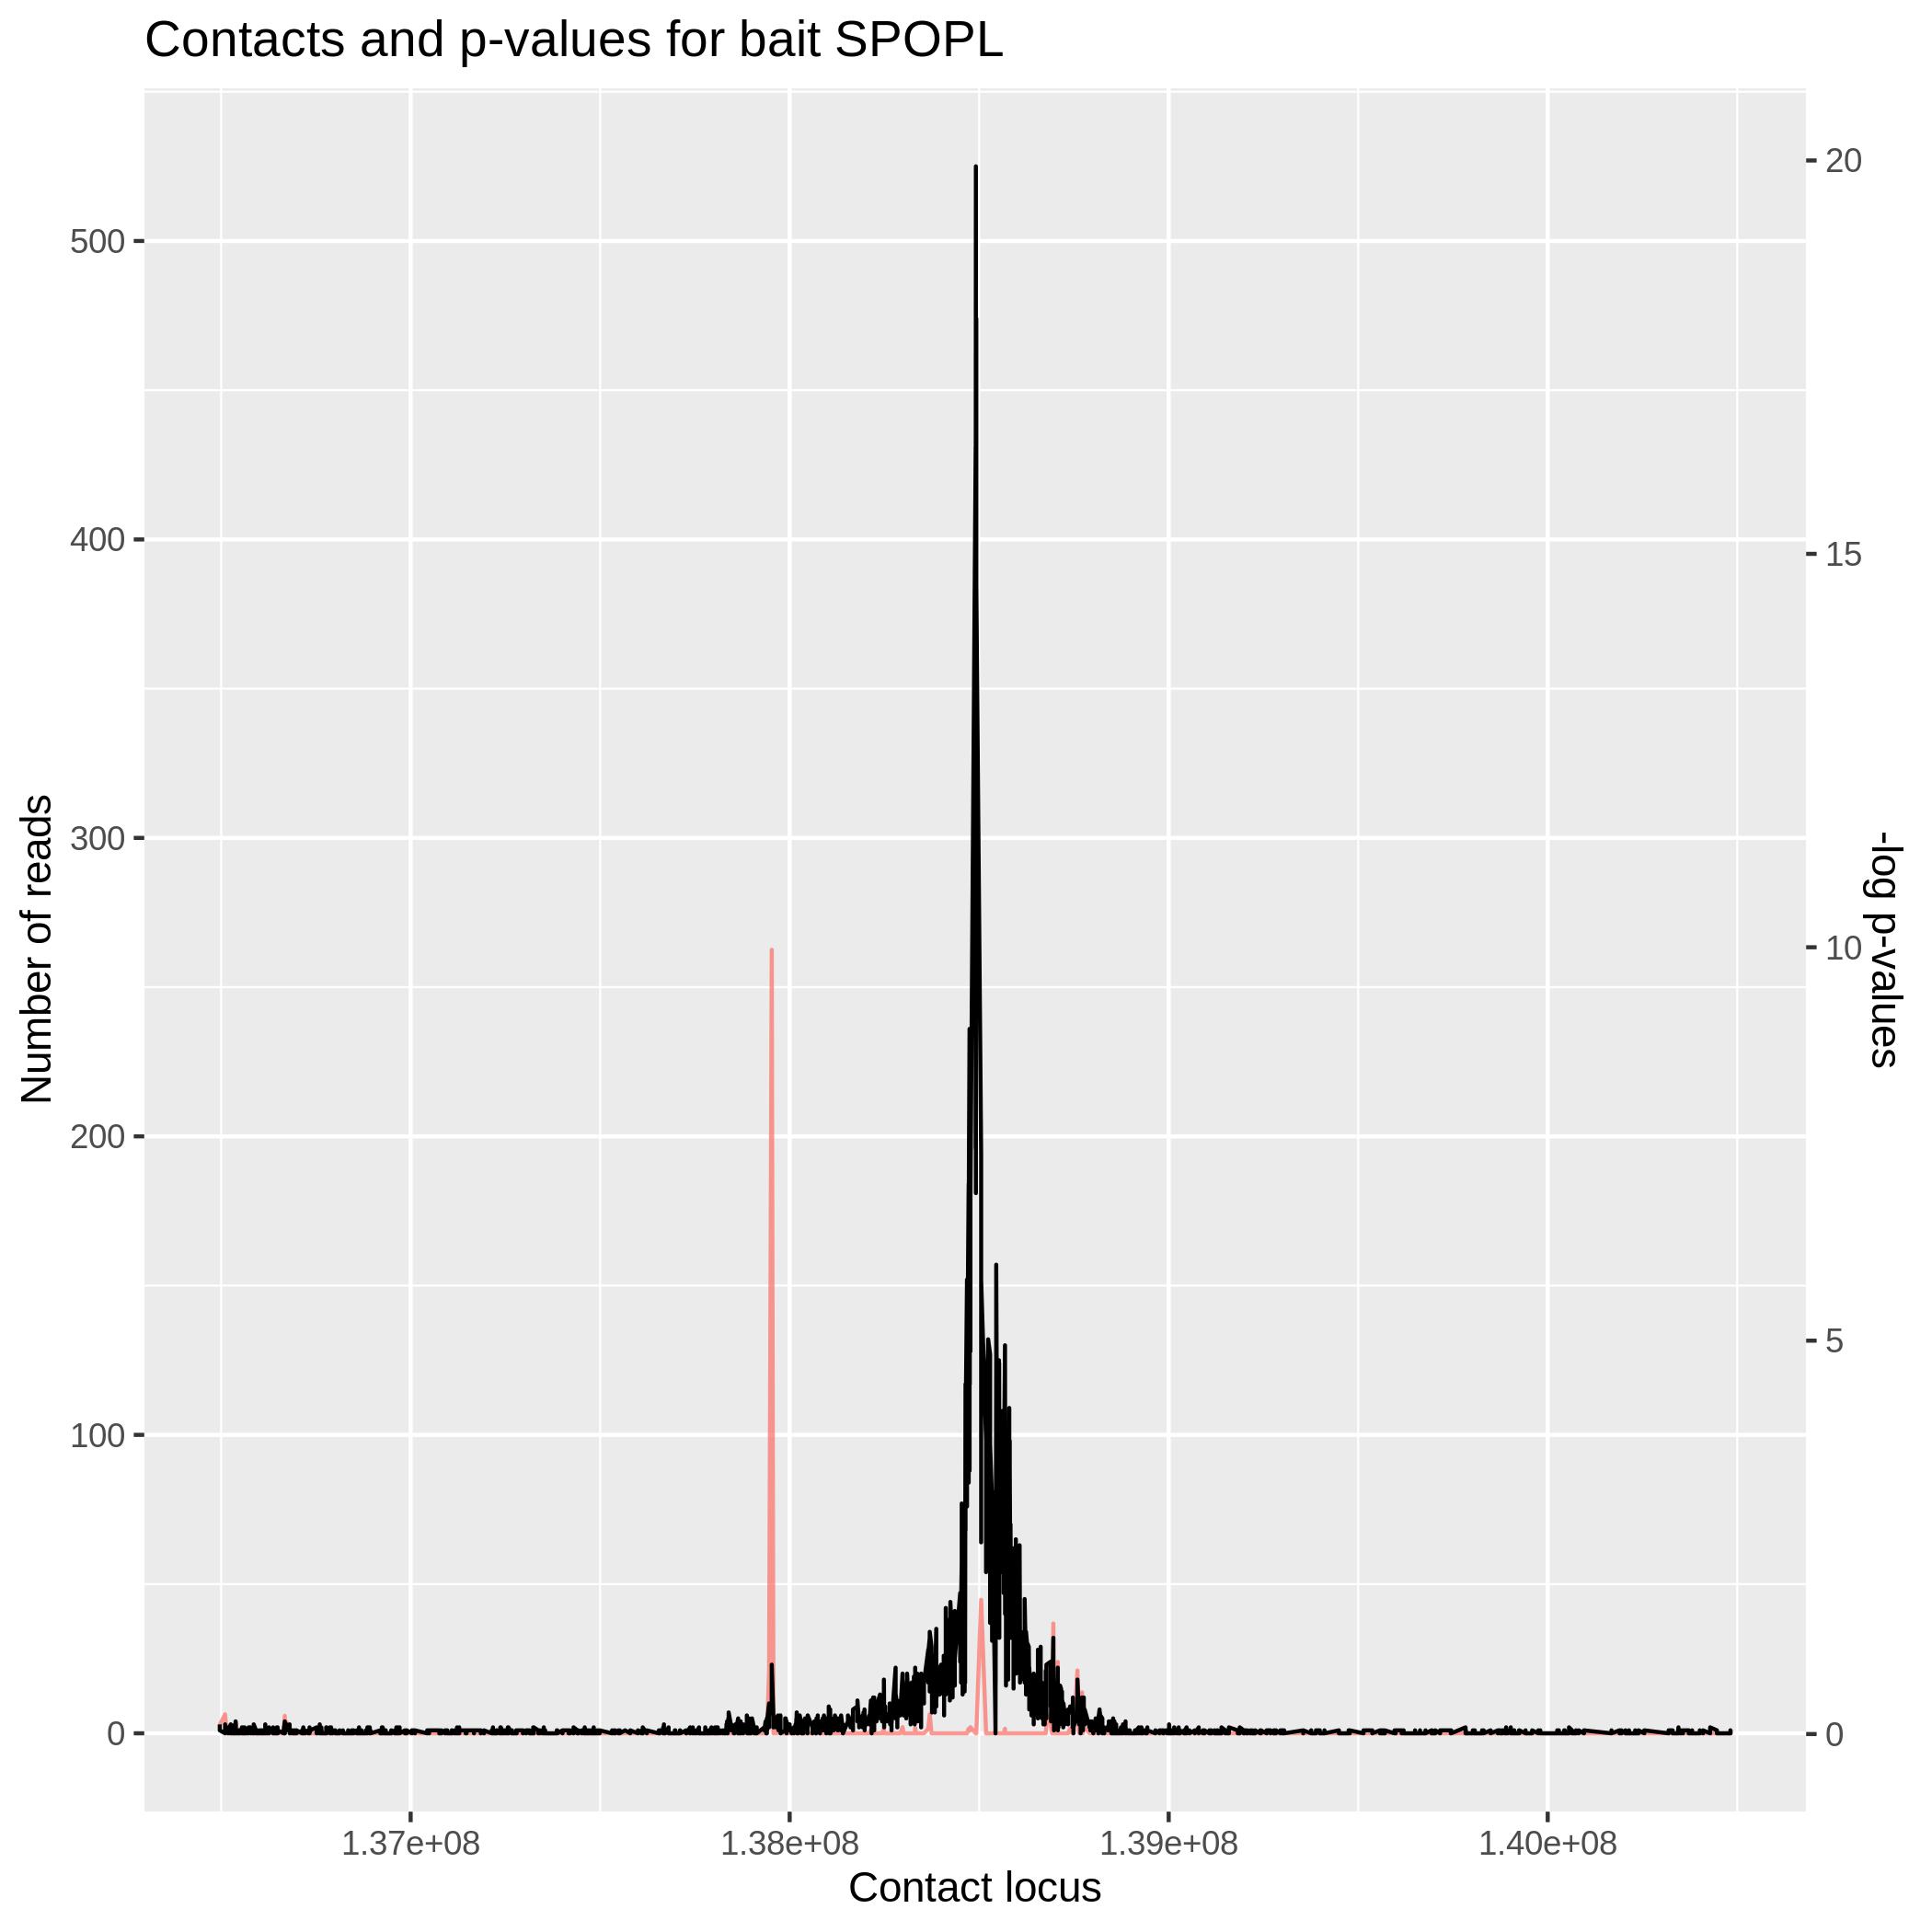 Contacts and p-values for bait SPOPL
Number of reads
500
400
300
200
100
0
20
15
10
5
0
-log p-values
1.37e+08
1.38e+08
1.39e+08
1.40e+08
Contact locus